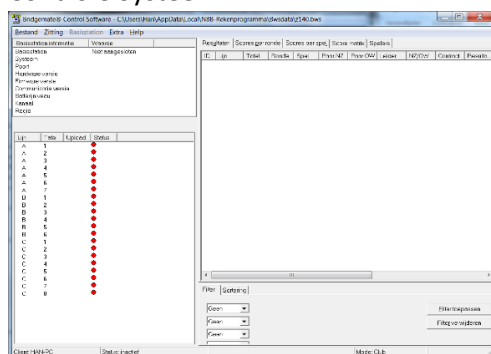 Bridgemate® Control Software - C:\Users\Han\AppData\Local\NBB-Rekenprogramma\Bwsdata\z140.bws
Bestand Zitting Basisstation Extra Help
Basisstation informatie Waarde
Basisstation Niet aangesloten
Systeem
Poort
Hardware versie
Firmware versie
Communicatie versie
Batterijniveau
Kanaal
Regio
Resultaten Scores per ronde Scores per spel Score matrix Spelers
ID Lijn Tafel Ronde Spel Paar NZ Paar OW Leider NZ/OW Contract Resulta
Lijn Tafel Upload Status
A 1
A 2
A 3
A 4
A 5
A 6
A 7
B 1
B 2
B 3
B 4
B 5
B 6
C 1
C 2
C 3
C 4
C 5
C 6
C 7
C 8
Filter Sortering
Geen
Filter toepassen
Geen
Filter verwijderen
Geen
Client: HAN-PC Status: inactief Mode: Club